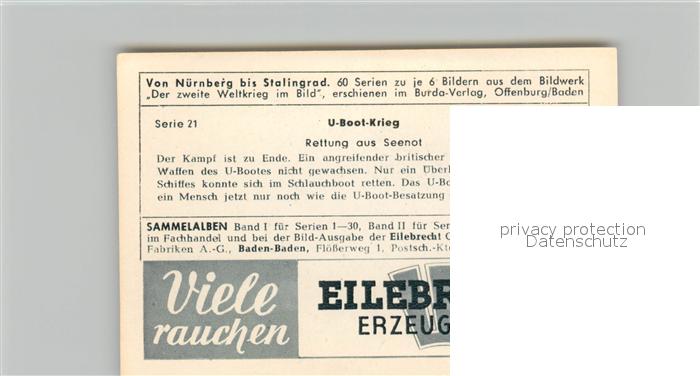 Von Nürnberg bis Stalingrad. 60 Serien zu je 6 Bildern aus dem Bildwerk
„Der zweite Weltkrieg im Bild", erschienen im Burda-Verlag, Offenburg/Baden
Serie 21 U-Boot-Krieg
Rettung aus Seenot
Der Kampf ist zu Ende. Ein angreifender britischer
Waffen des U-Bootes nicht gewachsen. Nur ein
Schiffes konnte sich im Schlauchboot retten. Das
ein Mensch jetzt nur noch wie die U-Boot-Besatzung
SAMMELALBEN Band I für Serien 1—30, Band II für
im Fachhandel und bei der Bild-Ausgabe der Eilebrecht
Fabriken A.-G., Baden-Baden, Flößerweg 1, Postsch.-Kt
Viele
rauchen
EILEBR
ERZEUG
privacy protection
Datenschutz